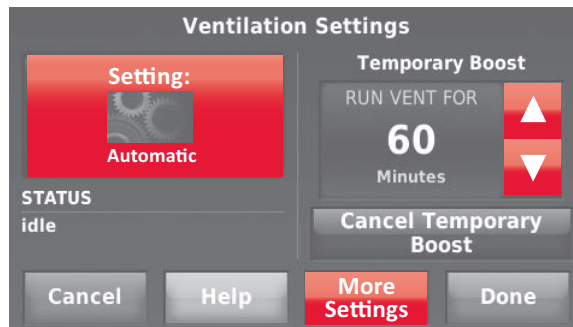 Ventilation Settings
Setting:
Automatic
STATUS
idle
Temporary Boost
RUN VENT FOR
60
Minutes
Cancel Temporary
Boost
Cancel
Help
More
Settings
Done